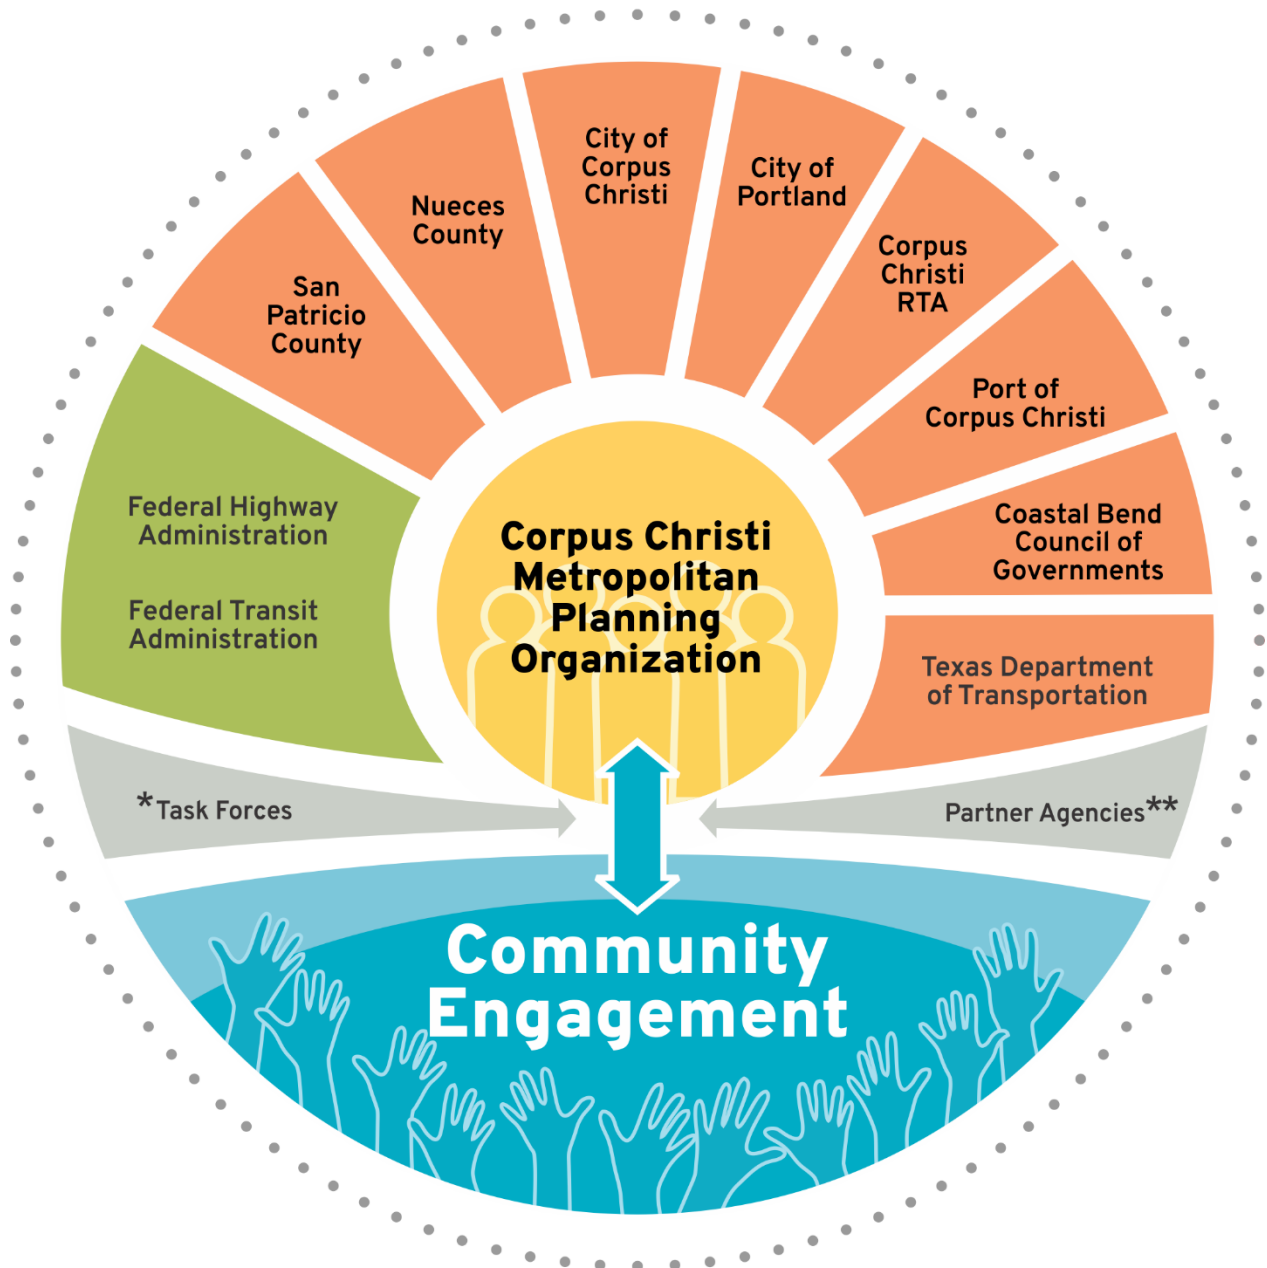 City of
Corpus
Christi
City of
Portland
Nueces
County
Corpus
Christi
RTA
San
Patricio
County
Port of
Corpus Christi
Federal Highway
Administration
Federal Transit
Administration
Corpus Christi
Metropolitan
Planning
Organization
Coastal Bend
Council of
Governments
Texas Department
of Transportation
*Task Forces
Partner Agencies**
Community
Engagement